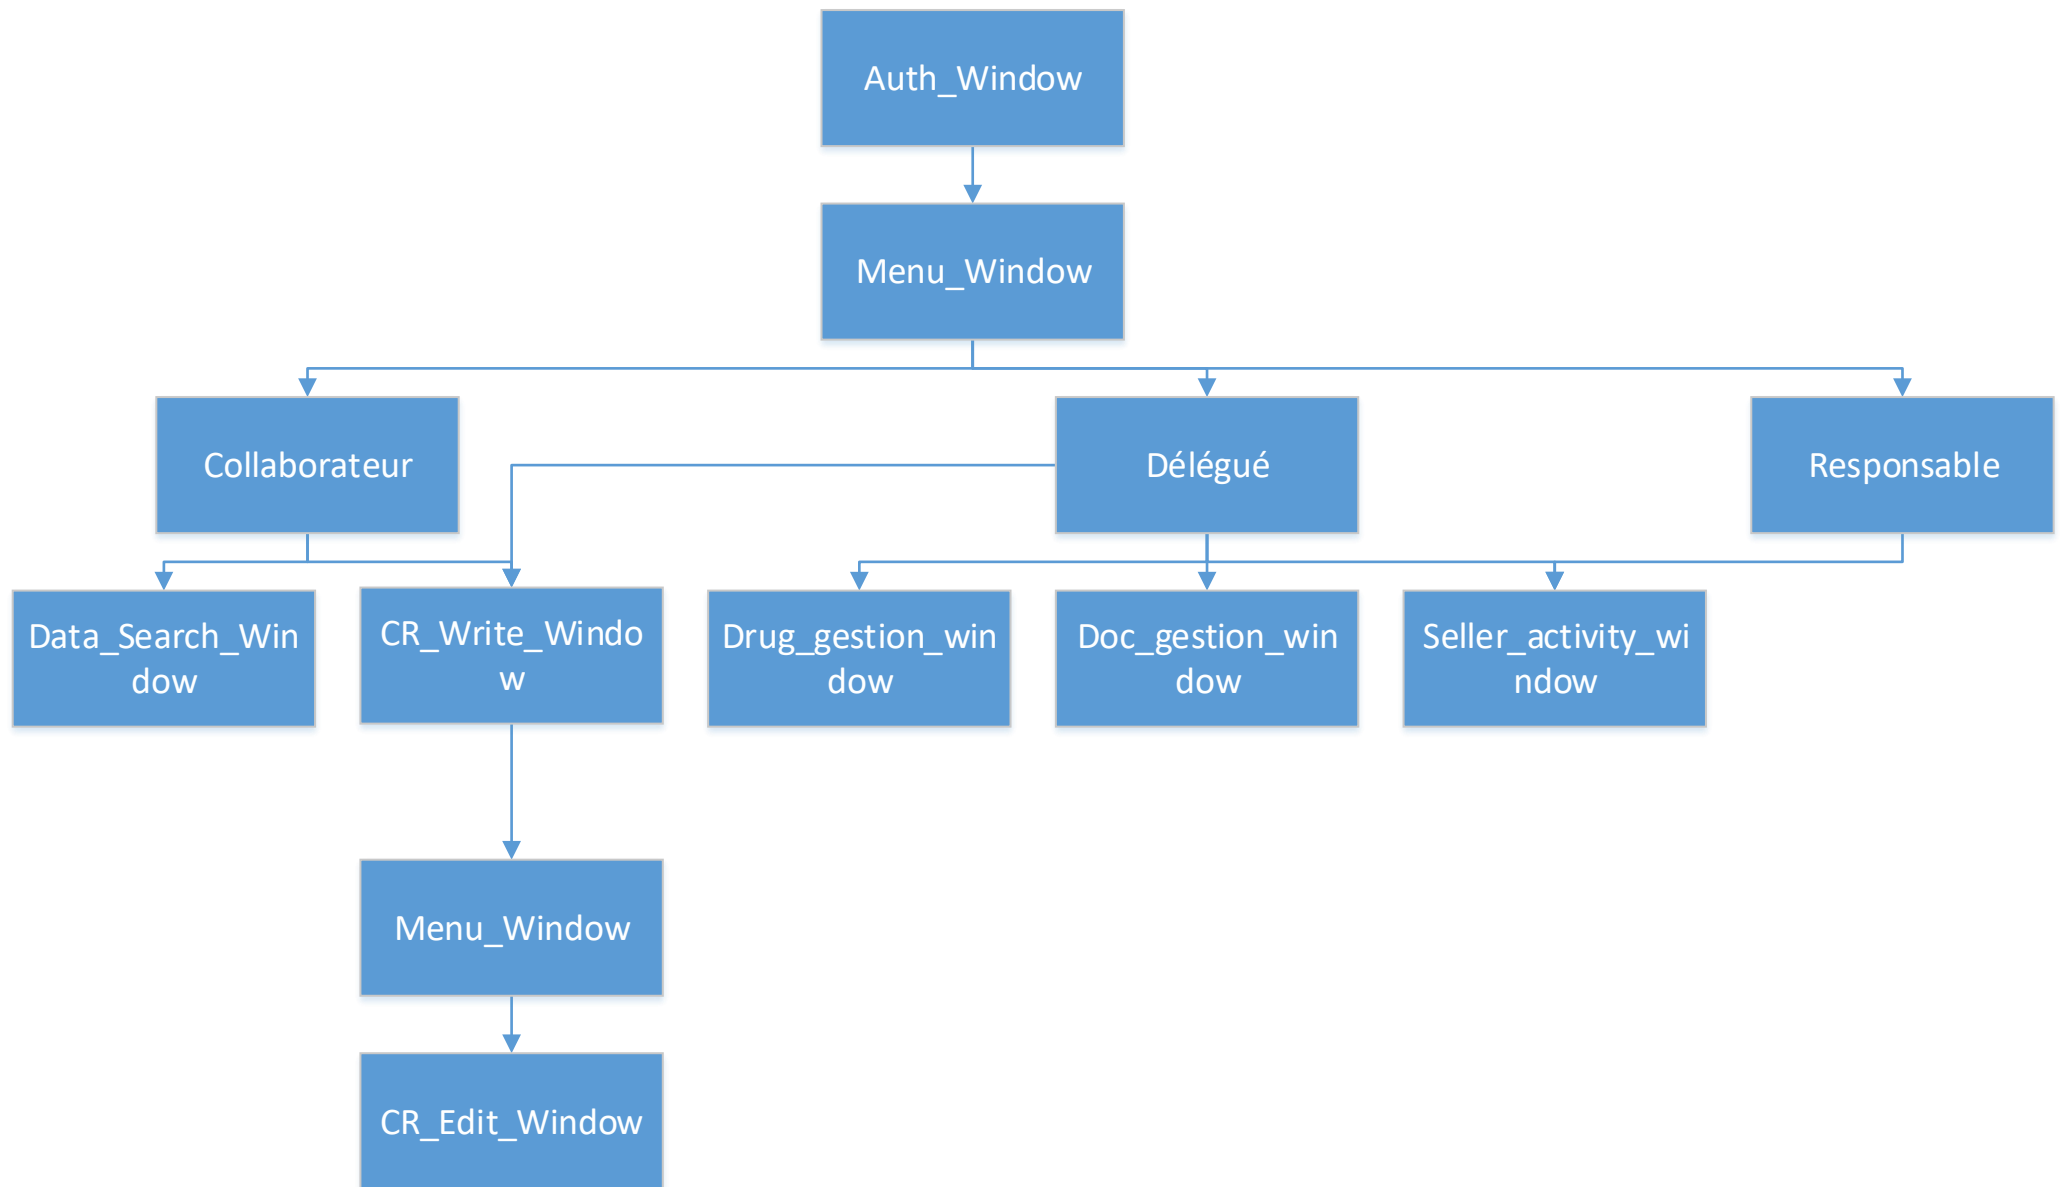 Auth_Window
Menu_Window
Collaborateur
Délégué
Responsable
Data_Search_Win
dow
CR_Write_Windo
w
Drug_gestion_win
dow
Doc_gestion_win
dow
Seller_activity_wi
ndow
Menu_Window
CR_Edit_Window